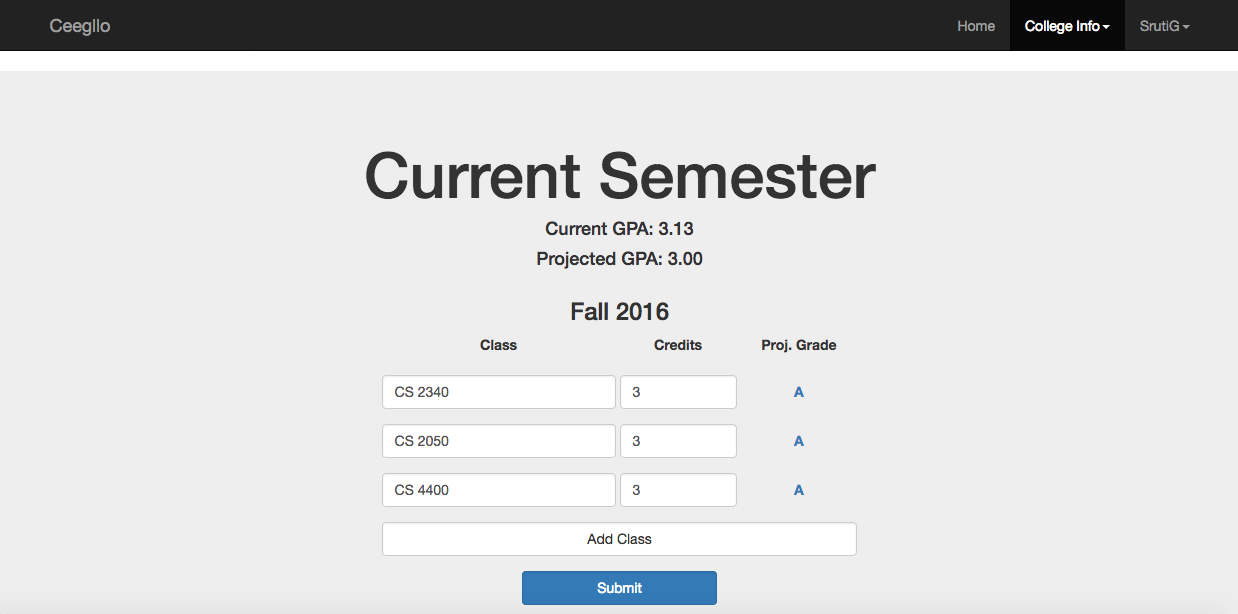 Ceegllo Home College Info SrutiG
Current Semester
Current GPA: 3.13
Projected GPA: 3.00
Fall 2016
Class Credits Proj. Grade
CS 2340 3 A
CS 2050 3 A
CS 4400 3 A
Add Class
Submit